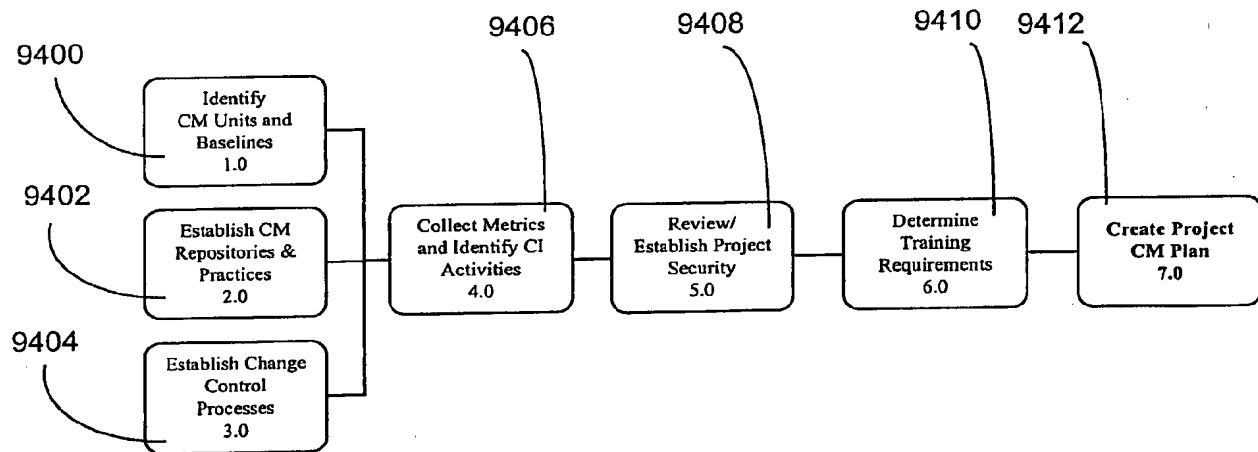 9400
Identify
CM Units and
Baselines
1.0
9402
Establish CM
Repositories &
Practices
2.0
9404
Establish Change
Control
Processes
3.0
9406
Collect Metrics
and Identify CI
Activities
4.0
9408
Review/
Establish Project
Security
5.0
9410
Determine
Training
Requirements
6.0
9412
Create Project
CM Plan
7.0